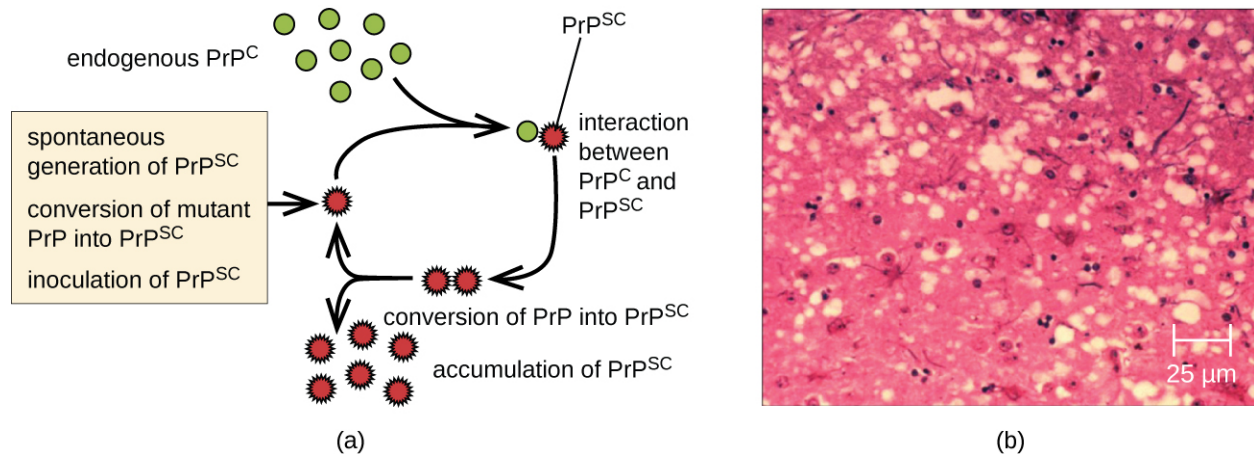 endogenous PrPC
PrPSC
spontaneous
generation of PrPSC
conversion of mutant
PrP into PrPSC
inoculation of PrPSC
interaction
between
PrPC and
PrPSC
conversion of PrP into PrPSC
accumulation of PrPSC
25 µm
(a)
(b)